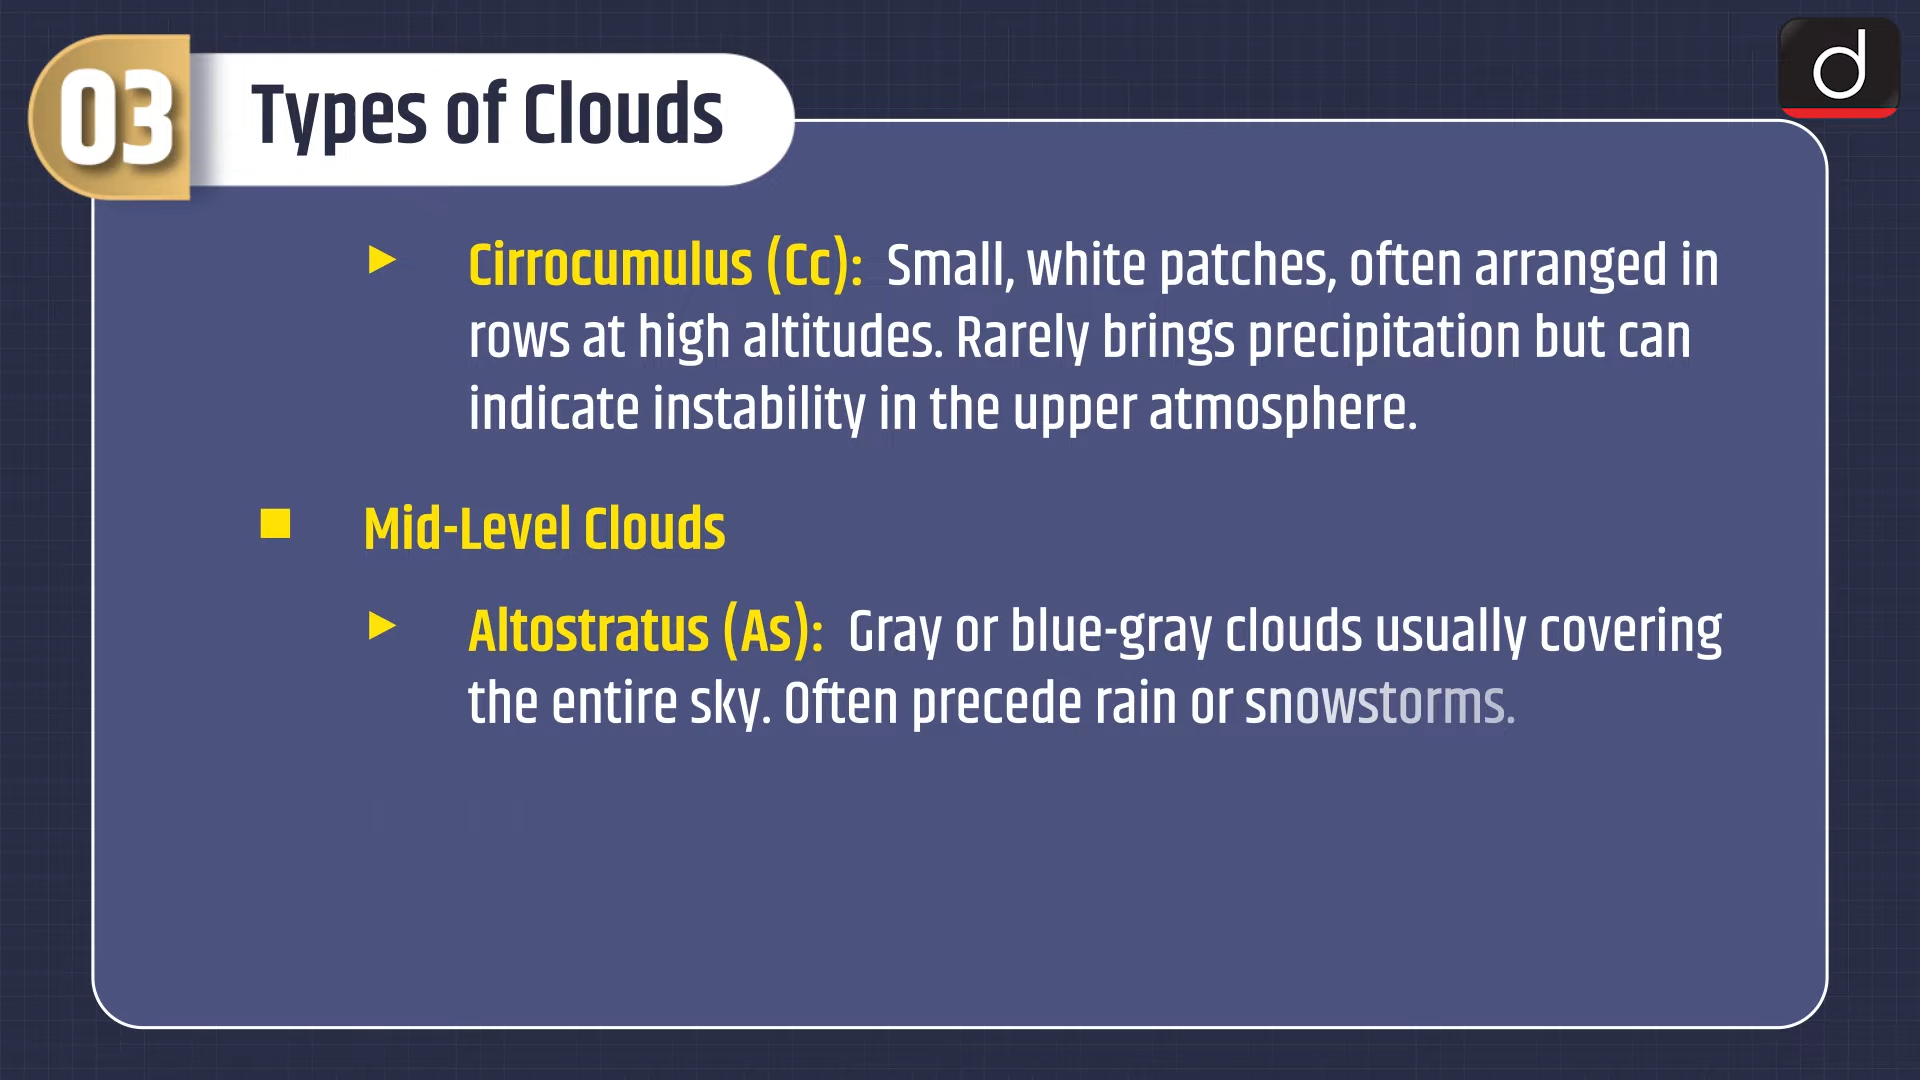 03
Types of Clouds
d
► Cirrocumulus (Cc): Small, white patches, often arranged in
rows at high altitudes. Rarely brings precipitation but can
indicate instability in the upper atmosphere.
■ Mid-Level Clouds
► Altostratus (As): Gray or blue-gray clouds usually covering
the entire sky. Often precede rain or snowstorms.